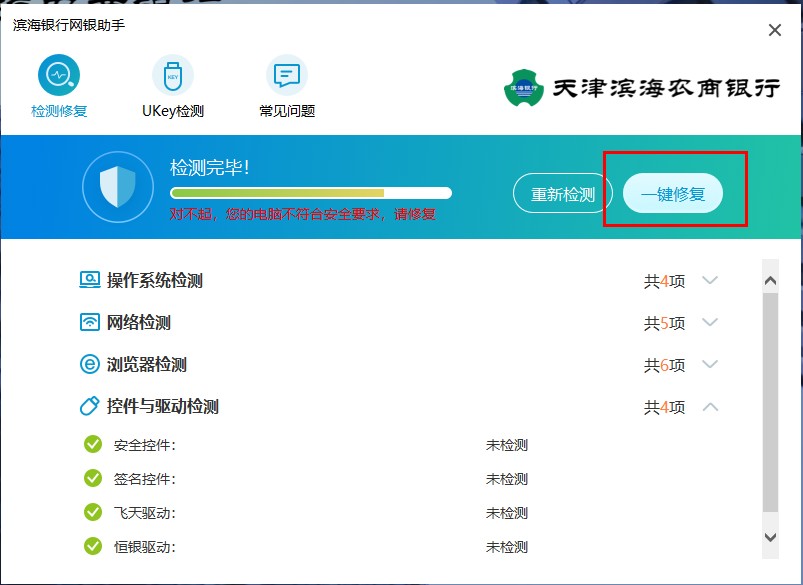 滨海银行网银助手
检测修复
KEY
UKey检测
常见问题
滨海银行
天津滨海农商银行
检测完毕！
对不起，您的电脑不符合安全要求，请修复
重新检测
一键修复
操作系统检测 共4项
网络检测 共5项
浏览器检测 共6项
控件与驱动检测 共4项
安全控件： 未检测
签名控件： 未检测
飞天驱动： 未检测
恒银驱动： 未检测